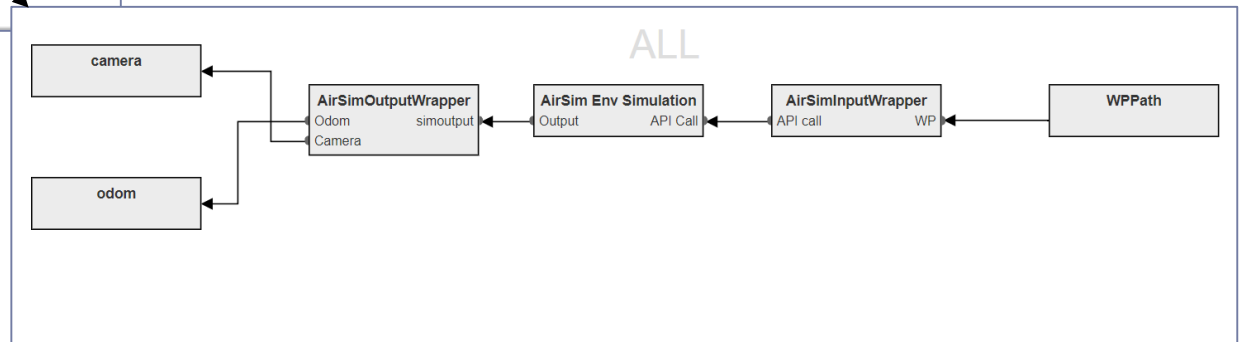 ALL
camera
AirSimOutputWrapper
Odom simoutput
Camera
AirSim Env Simulation
Output API Call
AirSimInputWrapper
API call WP
WPPath
odom